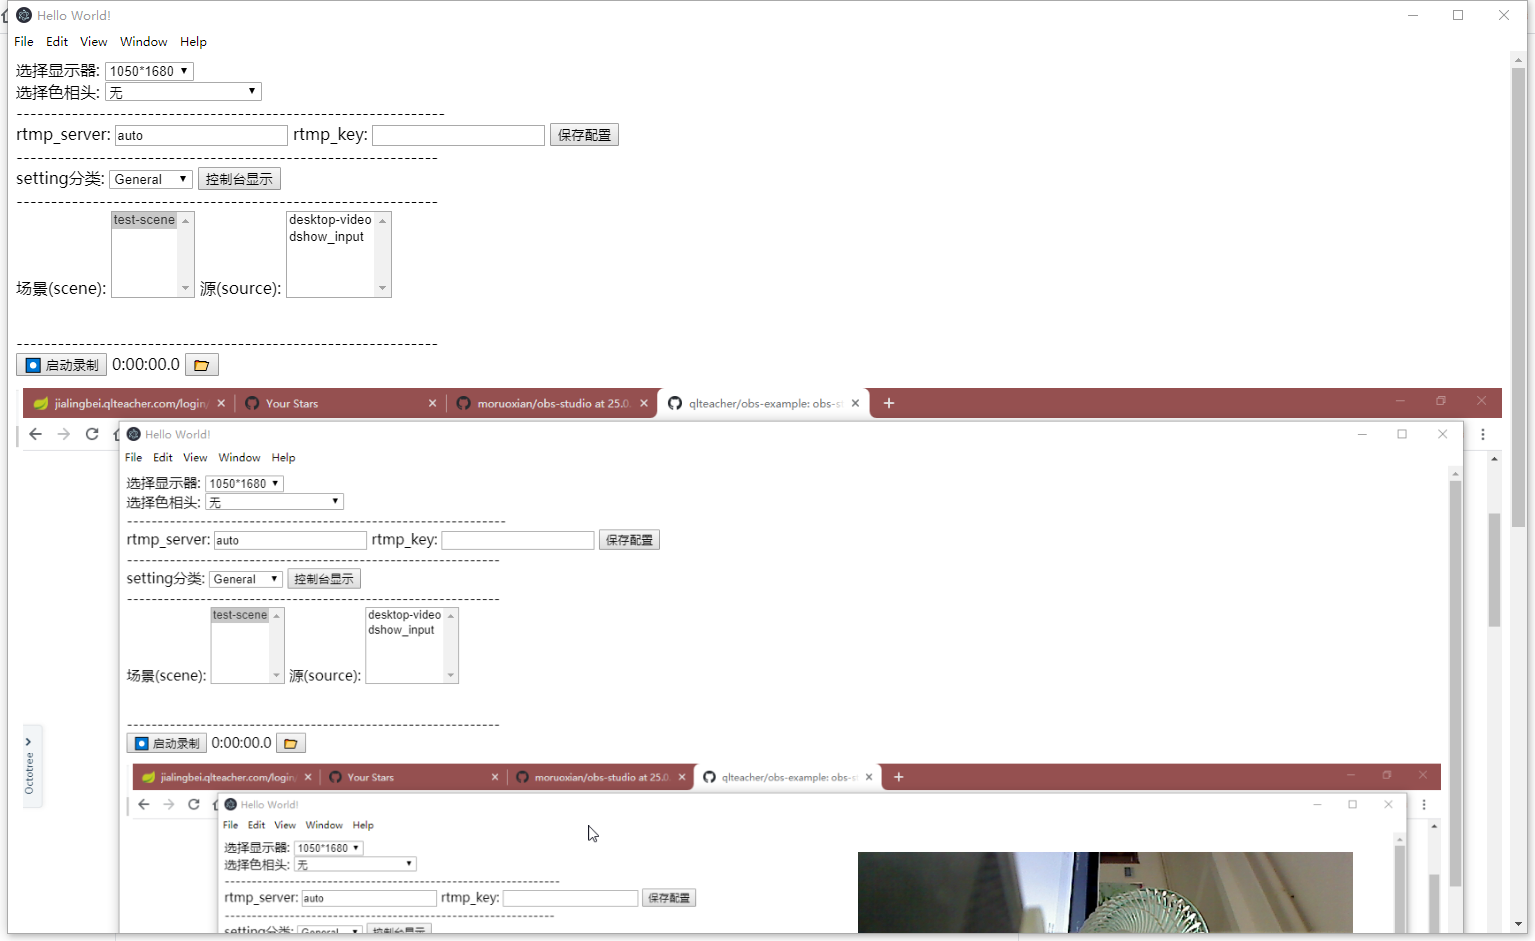 Hello World!
File Edit View Window Help
选择显示器: 1050*1680
选择色相头: 无
--------------------------------------------------------------
rtmp_server: auto rtmp_key: 保存配置
-------------------------------------------------------------
setting分类: General 控制台显示
-------------------------------------------------------------
test-scene desktop-video
dshow_input
场景(scene): 源(source):
-------------------------------------------------------------
启动录制 0:00:00.0
jialingbei.qlteacher.com/login/ Your Stars moruoxian/obs-studio at 25.0. qlteacher/obs-example: obs-s
Hello World!
File Edit View Window Help
选择显示器: 1050*1680
选择色相头: 无
--------------------------------------------------------------
rtmp_server: auto rtmp_key: 保存配置
-------------------------------------------------------------
setting分类: General 控制台显示
-------------------------------------------------------------
test-scene desktop-video
dshow_input
场景(scene): 源(source):
-------------------------------------------------------------
启动录制 0:00:00.0
Octotree
jialingbei.qlteacher.com/login/ Your Stars moruoxian/obs-studio at 25.0. qlteacher/obs-example: obs-s
Hello World!
File Edit View Window Help
选择显示器: 1050*1680
选择色相头: 无
--------------------------------------------------------------
rtmp_server: auto rtmp_key: 保存配置
-------------------------------------------------------------
setting分类: General 控制台显示